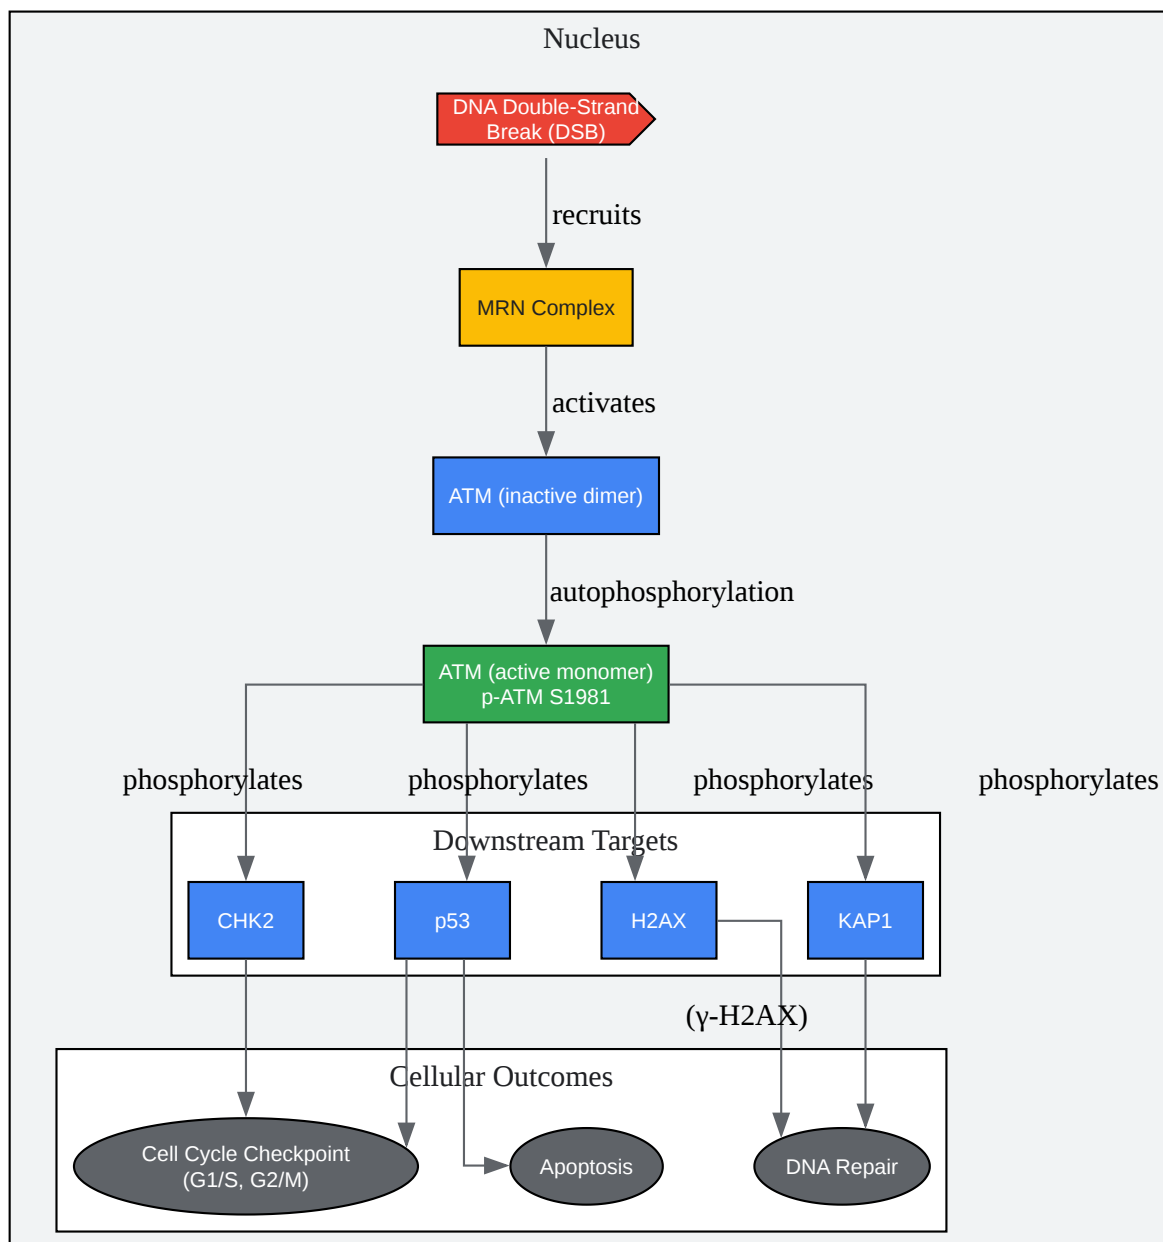 Nucleus
DNA Double-Strand
Break (DSB)
recruits
MRN Complex
activates
ATM (inactive dimer)
autophosphorylation
ATM (active monomer)
p-ATM S1981
phosphorylates
phosphorylates
phosphorylates
phosphorylates
Downstream Targets
CHK2
p53
H2AX
KAP1
(γ-H2AX)
Cellular Outcomes
Cell Cycle Checkpoint
(G1/S, G2/M)
Apoptosis
DNA Repair